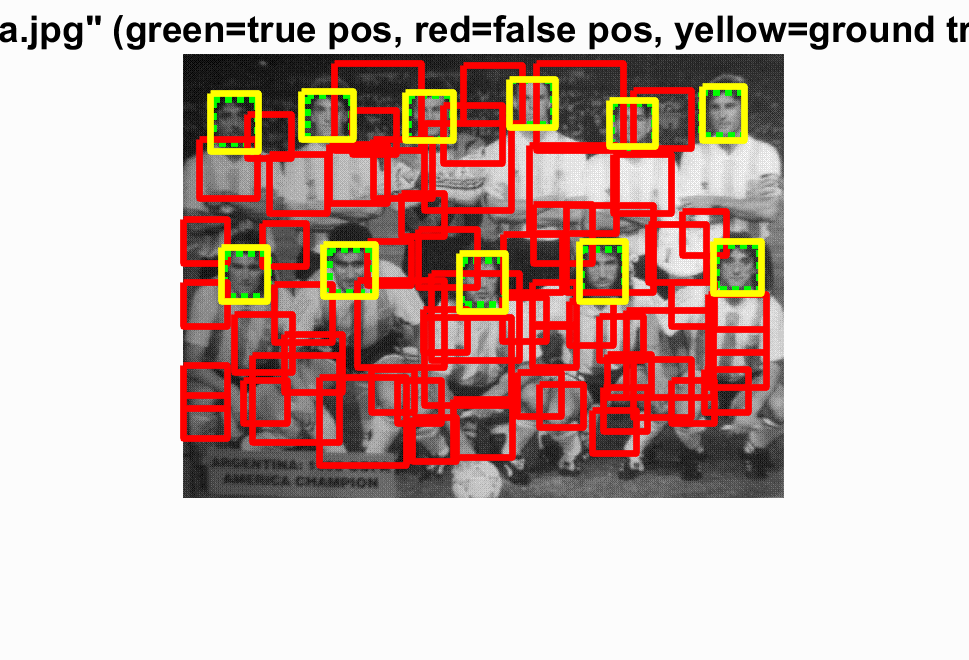 a.jpg" (green=true pos, red=false pos, yellow=ground tr
ARGENTINA:
AMERICA CHAMPION